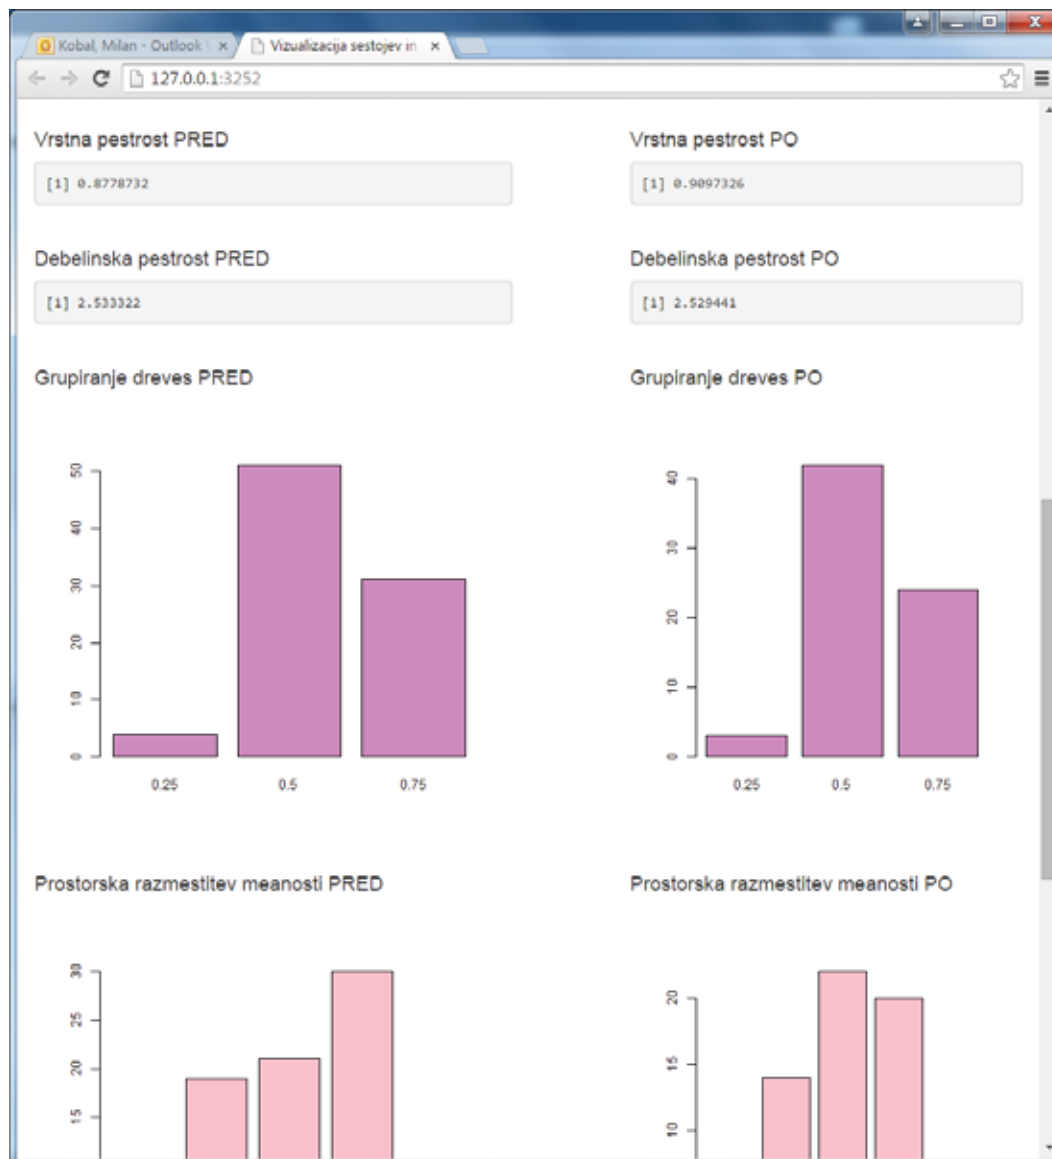 Kobal, Milan - Outlook
Vizualizacija sestojev in
127.0.0.1:3252
Vrstna pestrost PRED
[1] 0.8778732
Vrstna pestrost PO
[1] 0.9097326
Debelinska pestrost PRED
[1] 2.533322
Debelinska pestrost PO
[1] 2.529441
Grupiranje dreves PRED
50
40
30
20
10
0
0.25 0.5 0.75
Grupiranje dreves PO
40
30
20
10
0
0.25 0.5 0.75
Prostorska razmestitev meanosti PRED
30
25
20
15
Prostorska razmestitev meanosti PO
20
15
10